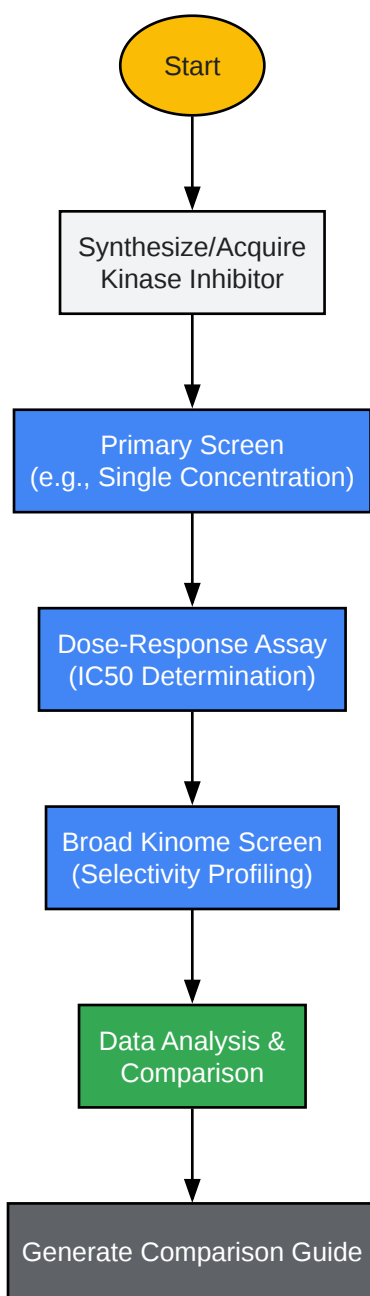 Start
Synthesize/Acquire
Kinase Inhibitor
Primary Screen
(e.g., Single Concentration)
Dose-Response Assay
(IC50 Determination)
Broad Kinome Screen
(Selectivity Profiling)
Data Analysis &
Comparison
Generate Comparison Guide